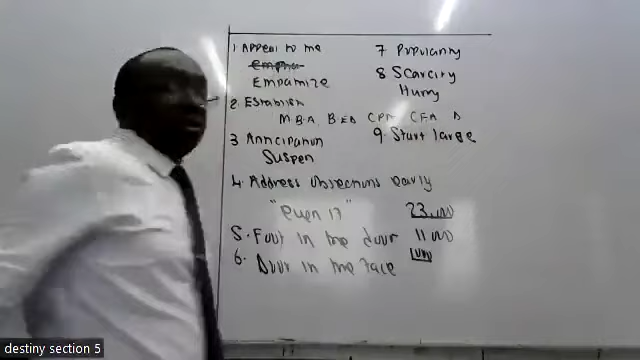 1 Appeal to me
Empathize
2. Establish
M.B.A. B.ED CPA CFA
3 Anticipation
Suspen
4. Address objections early
"Even if"
5. Foot in the door
6. Door in the face
7 Popularity
8 Scarcity
Hurry
9. Start large
destiny section 5